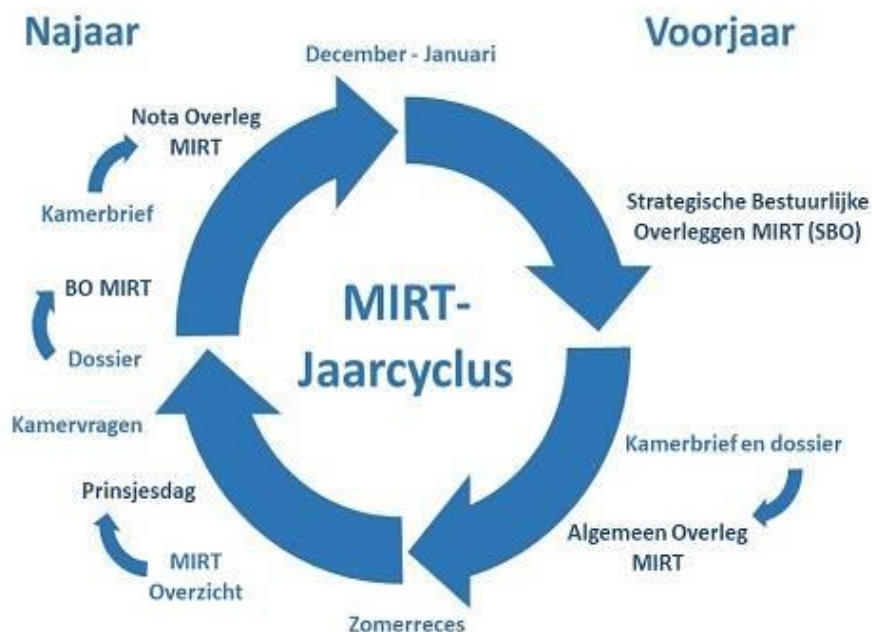 Najaar
Voorjaar
December - Januari
Nota Overleg
MIRT
Kamerbrief
Strategische Bestuurlijke
Overleggen MIRT (SBO)
BO MIRT
MIRT-
Jaarcyclus
Dossier
Kamervragen
Kamerbrief en dossier
Prinsjesdag
Algemeen Overleg
MIRT
MIRT
Overzicht
Zomerreces